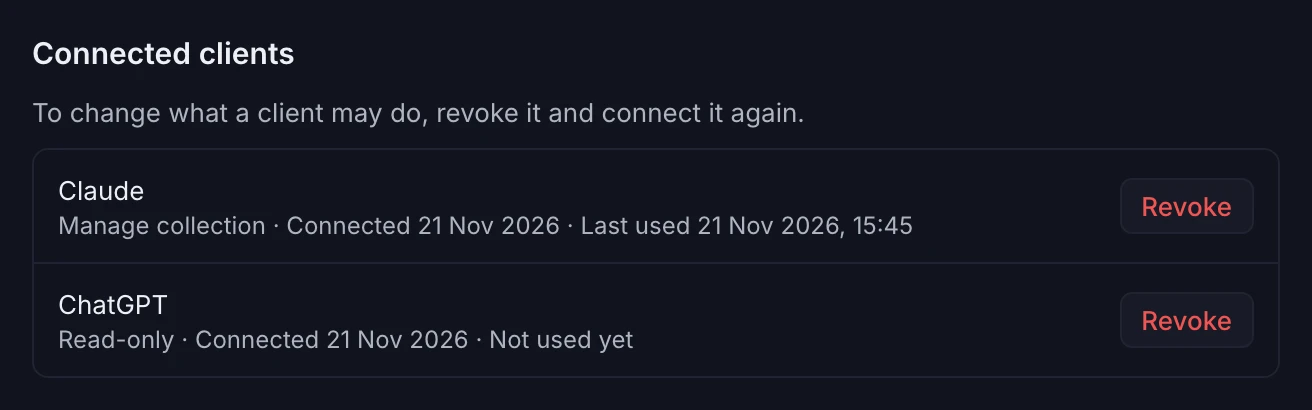 Connected clients
To change what a client may do, revoke it and connect it again.
Claude
Manage collection · Connected 21 Nov 2026 · Last used 21 Nov 2026, 15:45
Revoke
ChatGPT
Read-only · Connected 21 Nov 2026 · Not used yet
Revoke